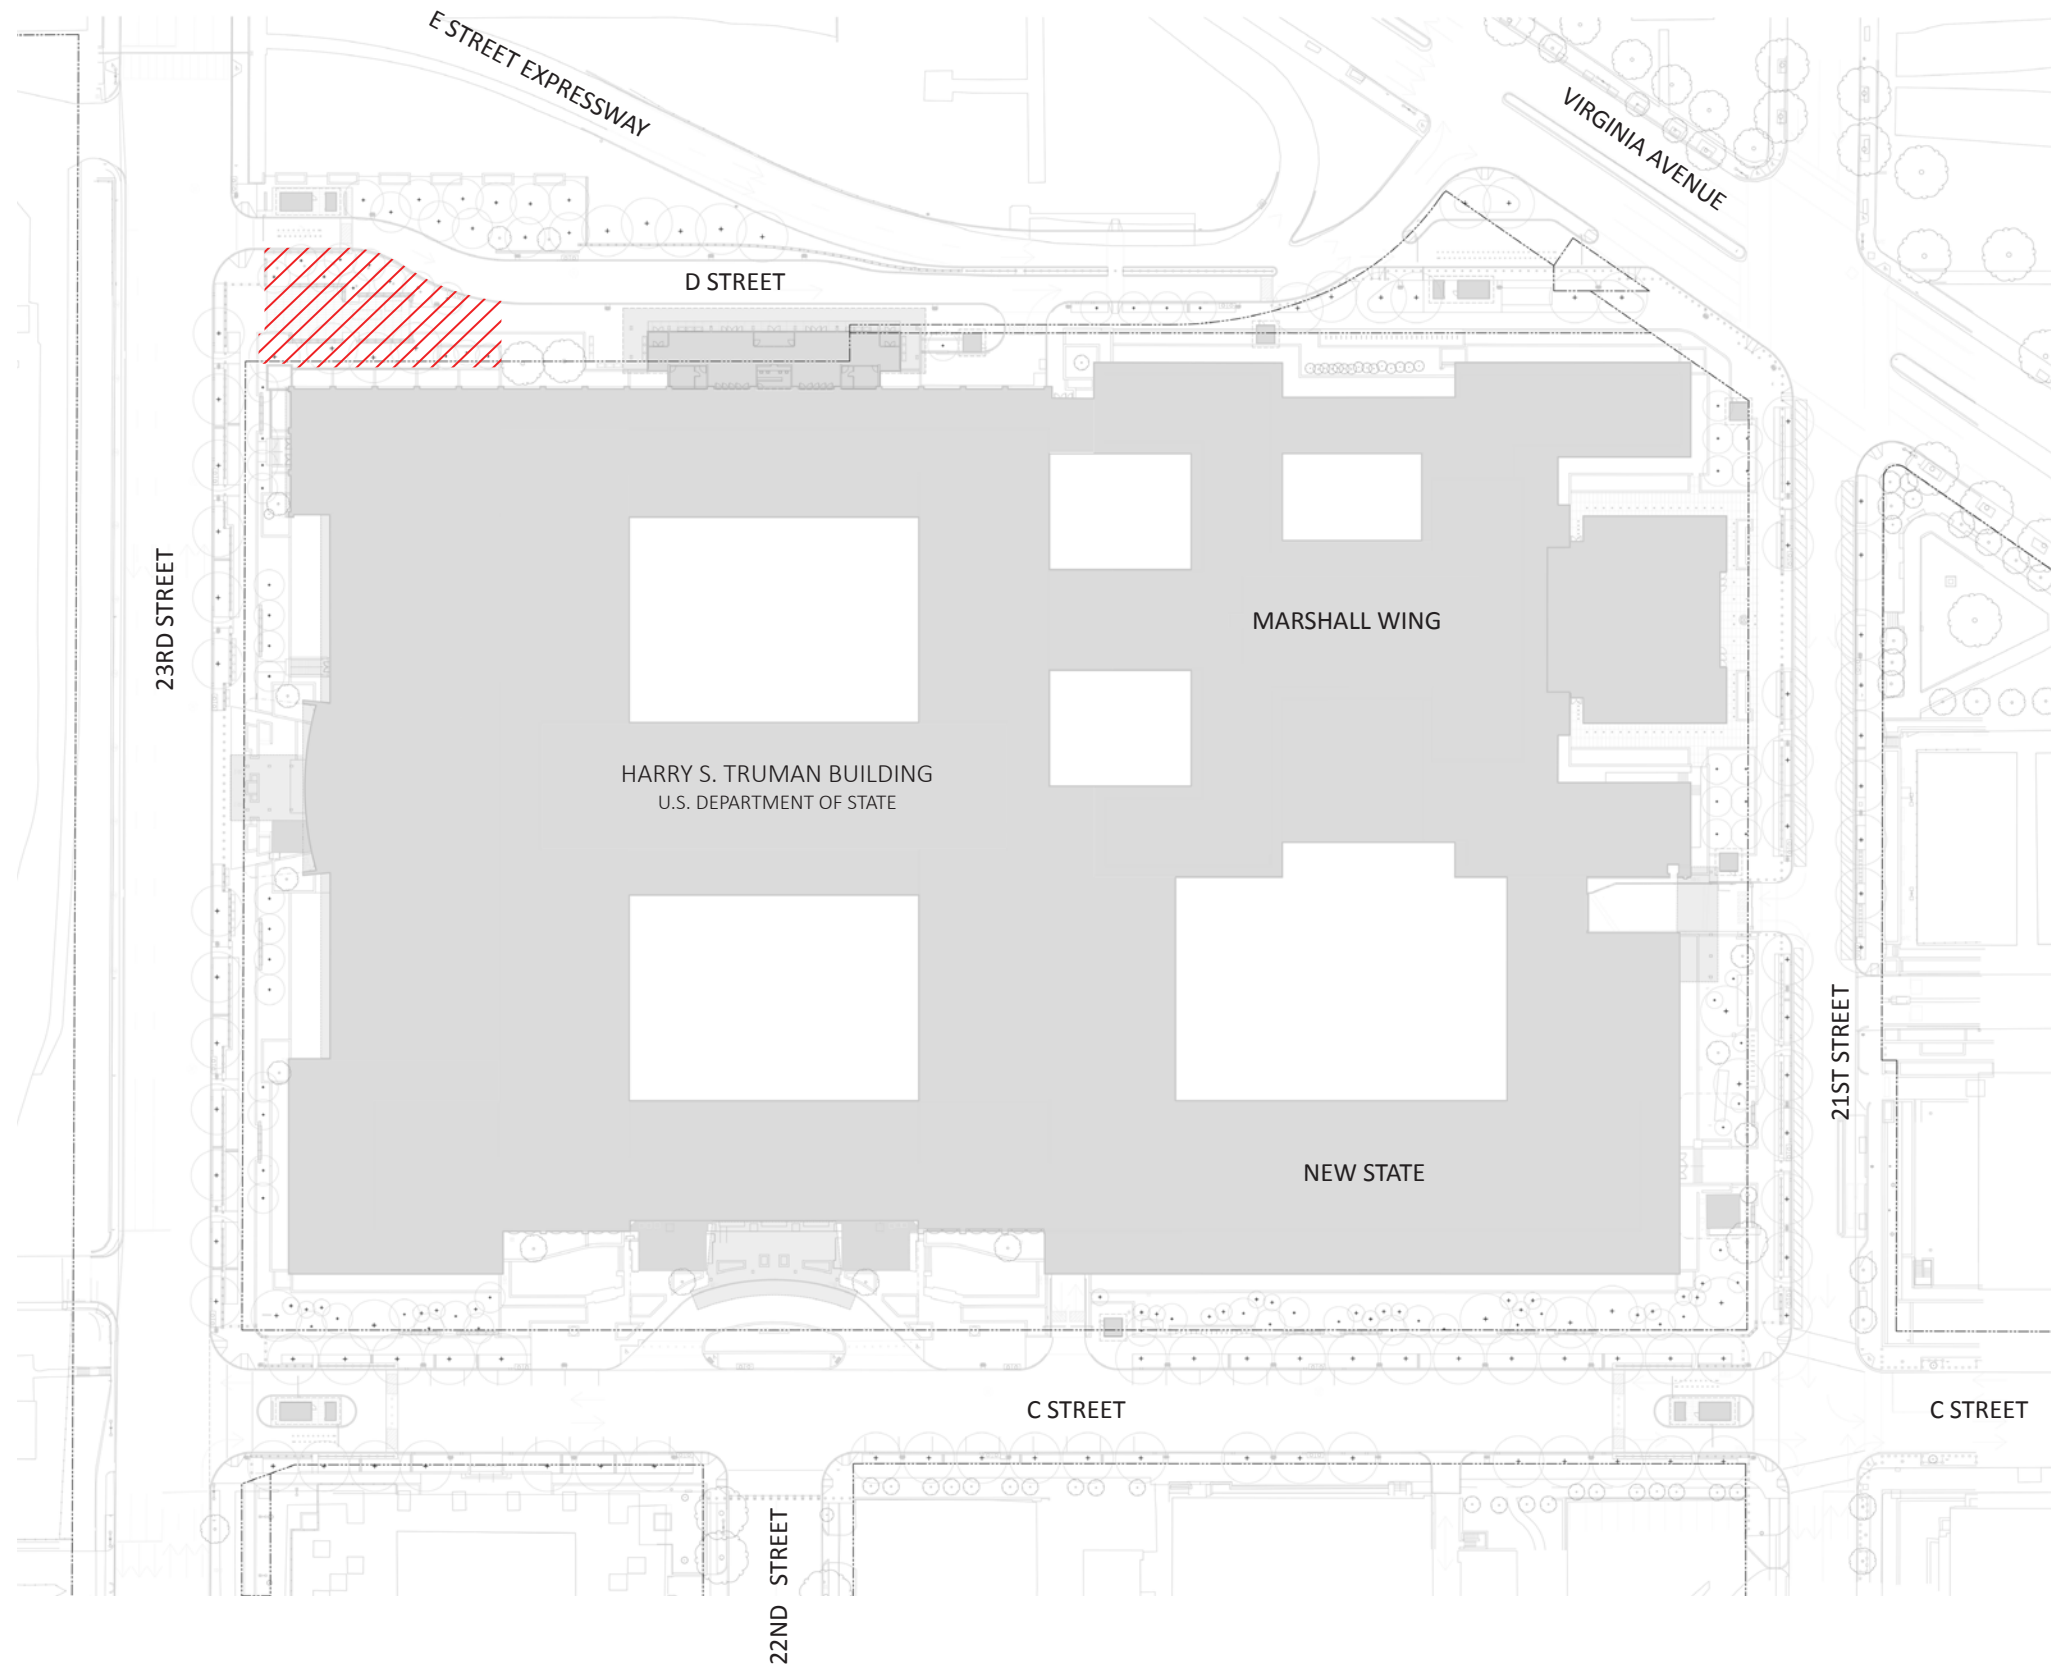 E STREET EXPRESSWAY
VIRGINIA AVENUE
D STREET
23RD STREET
MARSHALL WING
HARRY S. TRUMAN BUILDING
U.S. DEPARTMENT OF STATE
21ST STREET
NEW STATE
C STREET
C STREET
22ND STREET